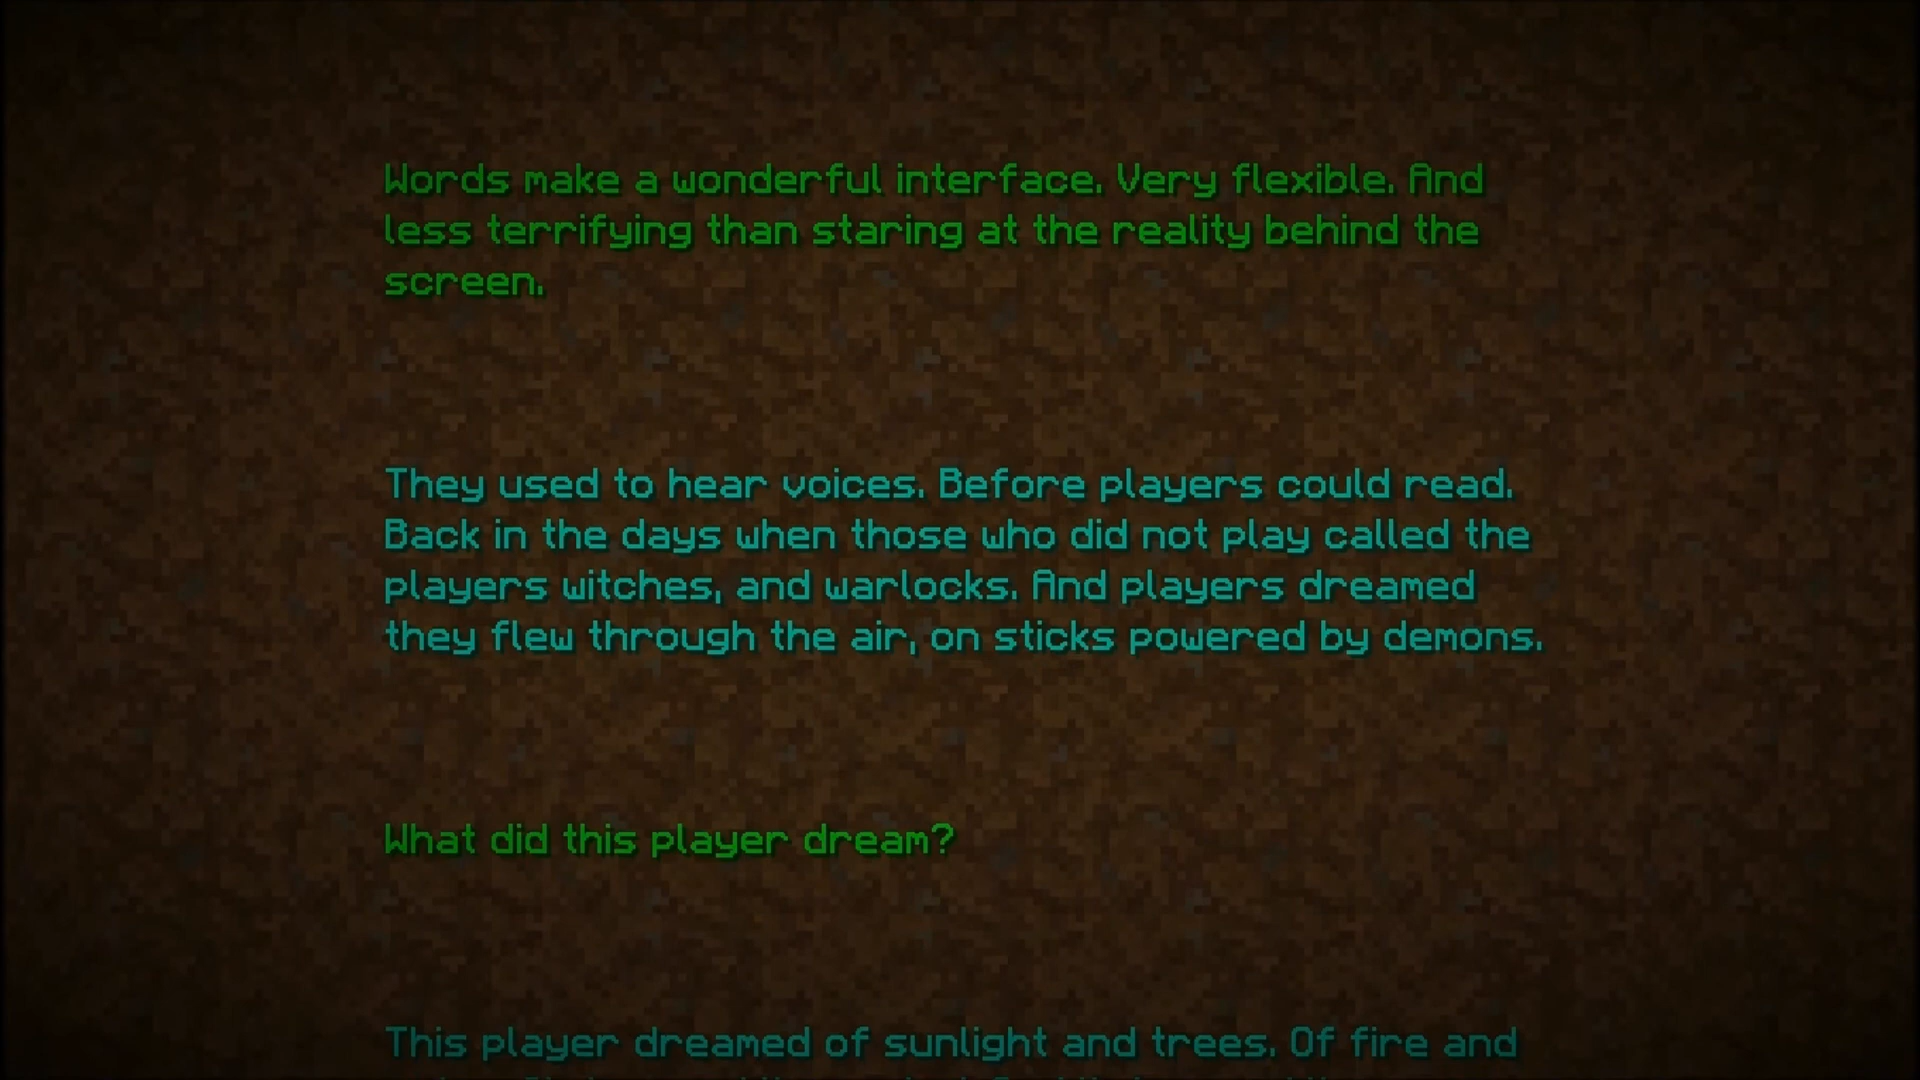 Words make a wonderful interface. Very flexible. And
less terrifying than staring at the reality behind the
screen.
They used to hear voices. Before players could read.
Back in the days when those who did not play called the
players witches, and warlocks. And players dreamed
they flew through the air, on sticks powered by demons.
What did this player dream?
This player dreamed of sunlight and trees. Of fire and